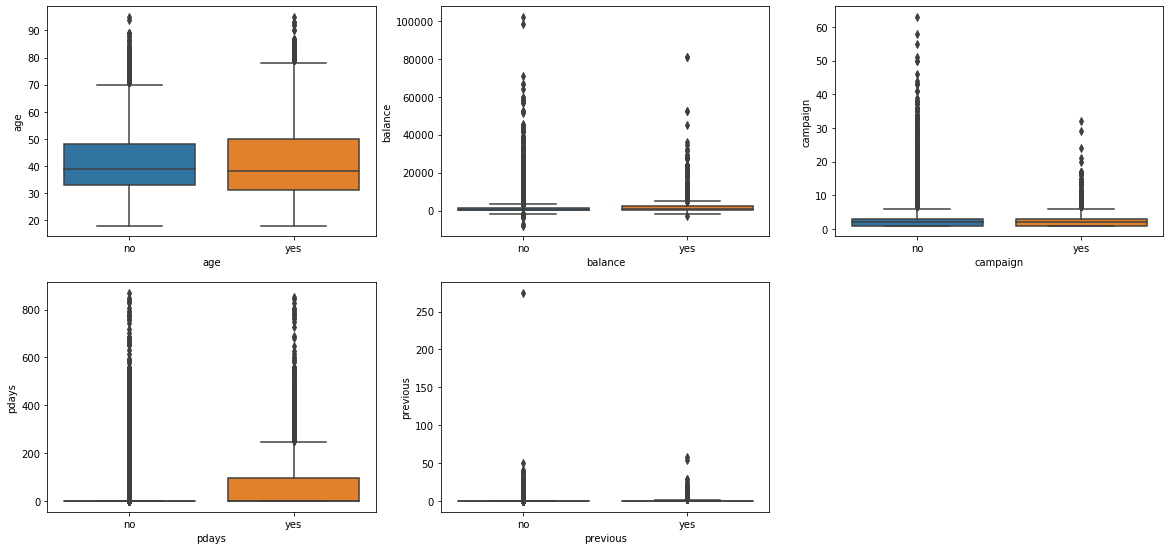 age
90
80
70
60
50
40
30
20
no
yes
age
balance
100000
80000
60000
40000
20000
0
no
yes
balance
campaign
60
50
40
30
20
10
0
no
yes
campaign
pdays
800
600
400
200
0
no
yes
pdays
previous
250
200
150
100
50
0
no
yes
previous